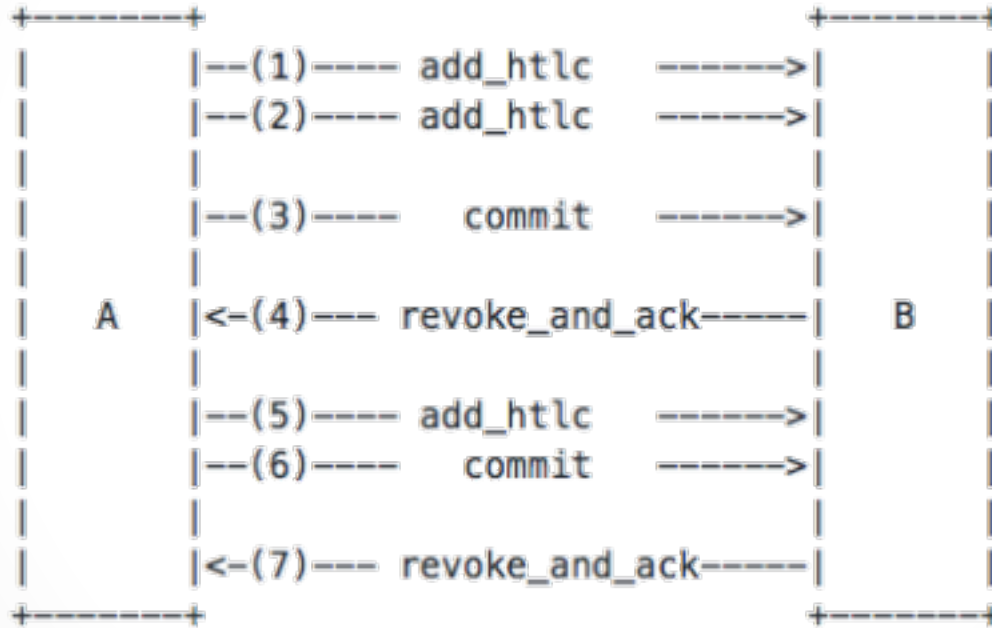 +--------+                            +--------+
|        |--(1)---- add_htlc   ------>|        |
|        |--(2)---- add_htlc   ------>|        |
|        |                            |        |
|        |--(3)----   commit   ------>|        |
|        |                            |        |
|   A    |<-(4)--- revoke_and_ack-----|   B    |
|        |                            |        |
|        |--(5)---- add_htlc   ------>|        |
|        |--(6)----   commit   ------>|        |
|        |                            |        |
|        |<-(7)--- revoke_and_ack-----|        |
+--------+                            +--------+